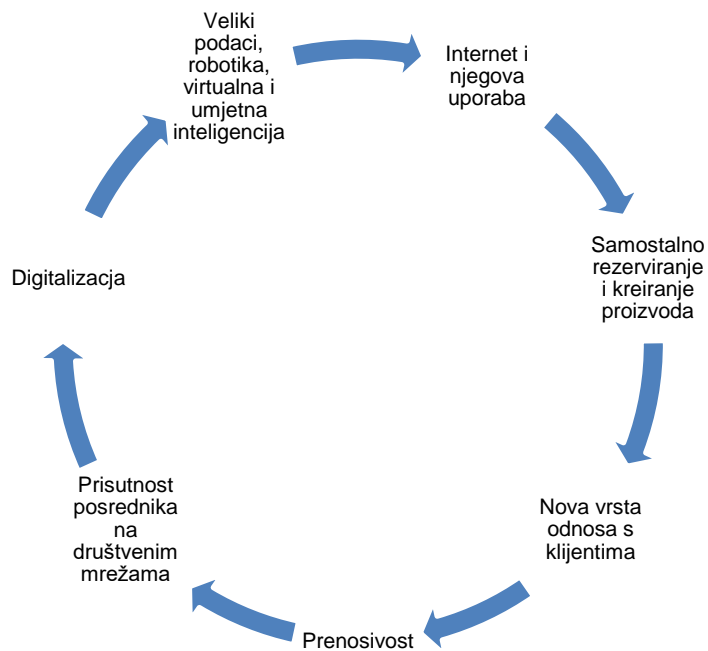 Veliki
podaci,
robotika,
virtualna i
umjetna
inteligencija
Internet i
njegova
uporaba
Samostalno
rezerviranje
i kreiranje
proizvoda
Nova vrsta
odnosa s
klijentima
Prenosivost
Prisutnost
posrednika
na
društvenim
mrežama
Digitalizacja